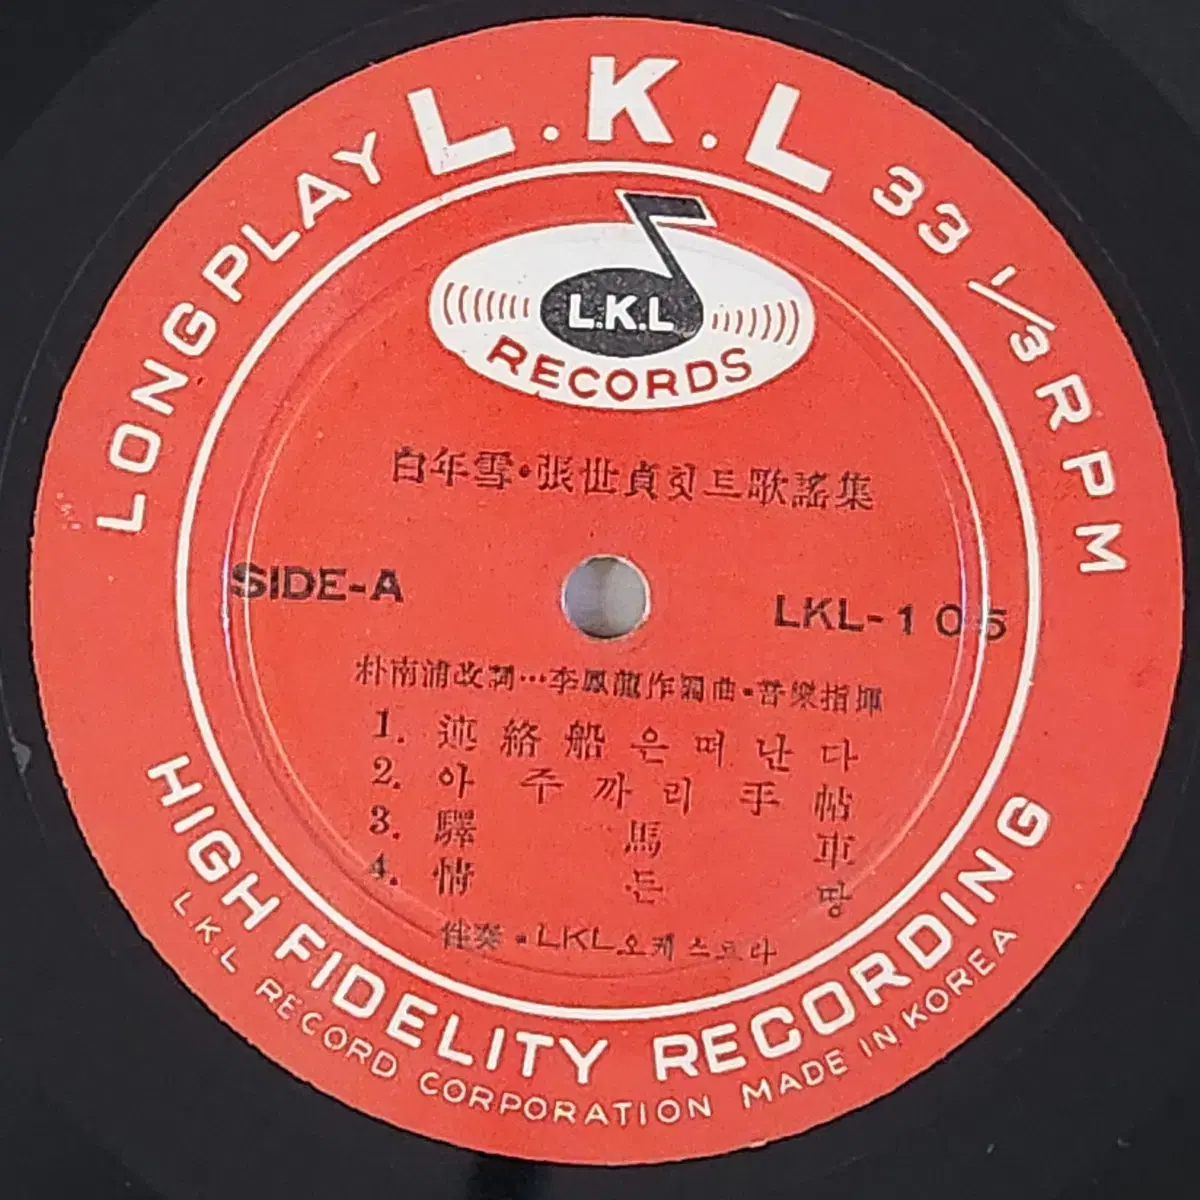 LONGPLAY L.K.L 33 1/3 RPM
L.K.L
RECORDS
白年雪·張世貞힛트歌謠集
SIDE-A
LKL-105
朴南浦改詞…李鳳龍作編曲·音樂指揮
1. 連絡船은떠난다
2. 아주까리手帖
3. 驛馬車
4. 情든땅
伴奏·LKL오케스트라
HIGH FIDELITY RECORDING
L.K.L RECORD CORPORATION MADE IN KOREA